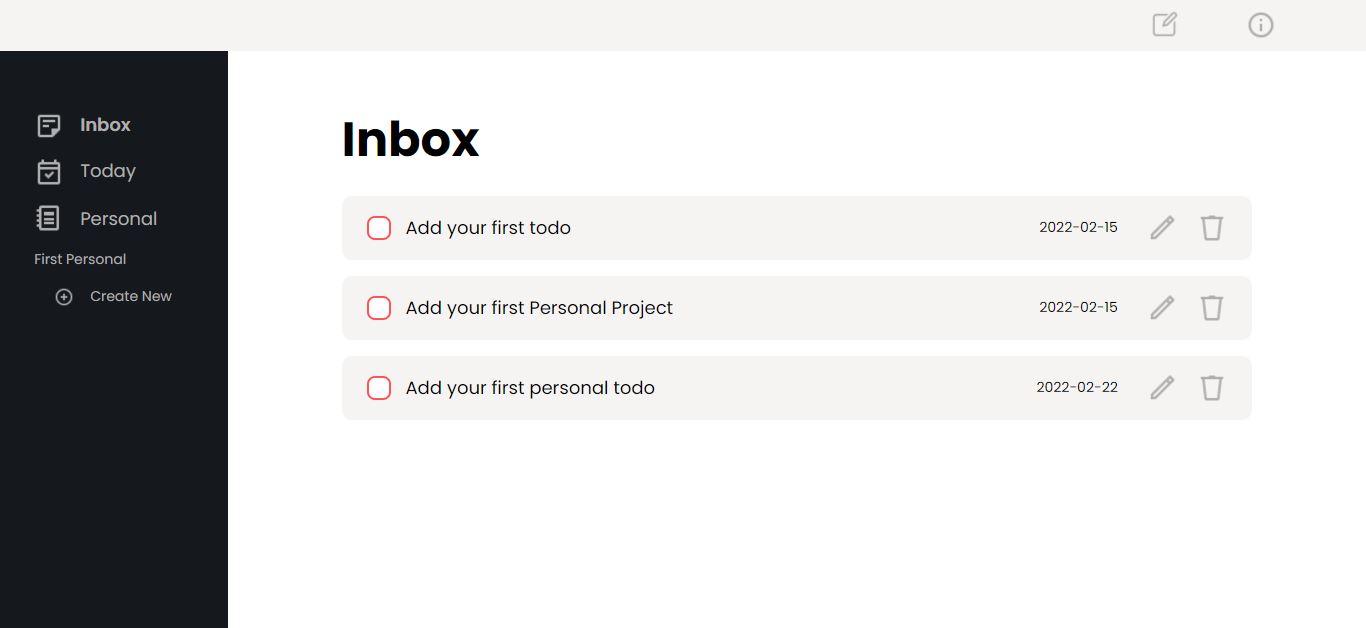 Inbox
Today
Personal
First Personal
Create New
Inbox
Add your first todo 2022-02-15
Add your first Personal Project 2022-02-15
Add your first personal todo 2022-02-22